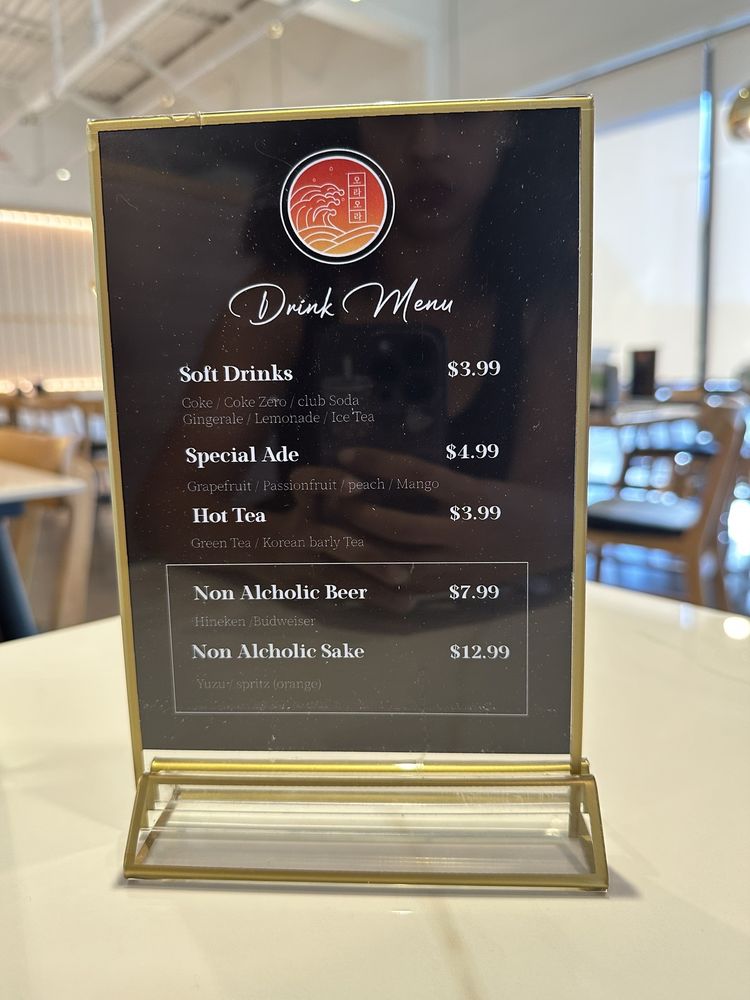 오라오라
Drink Menu
Soft Drinks $3.99
Coke / Coke Zero / club Soda
Gingerale / Lemonade / Ice Tea
Special Ade $4.99
Grapefruit / Passionfruit / peach / Mango
Hot Tea $3.99
Green Tea / Korean barly Tea
Non Alcholic Beer $7.99
Hineken /Budweiser
Non Alcholic Sake $12.99
Yuzu / spritz (orange)